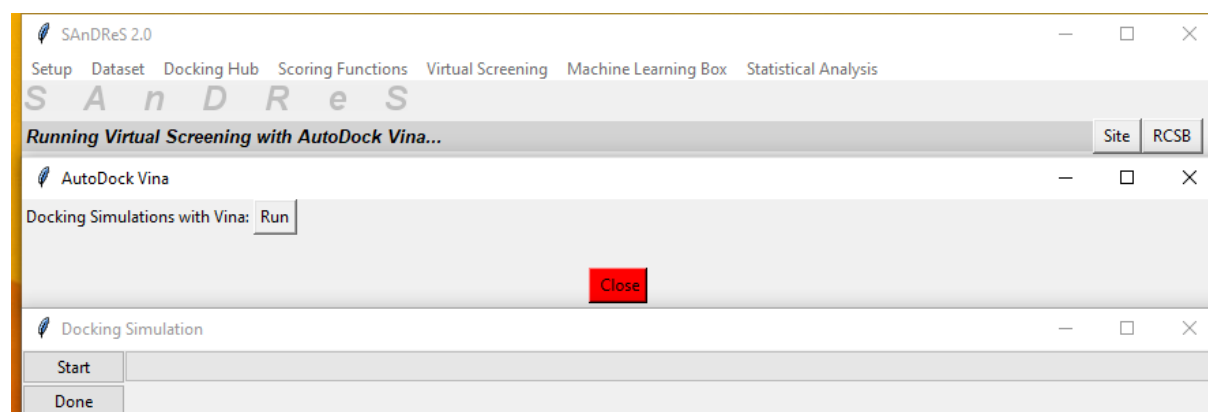 SAnDReS 2.0
Setup Dataset Docking Hub Scoring Functions Virtual Screening Machine Learning Box Statistical Analysis
S A n D R e S
Running Virtual Screening with AutoDock Vina... Site RCSB
AutoDock Vina
Docking Simulations with Vina: Run
Close
Docking Simulation
Start
Done